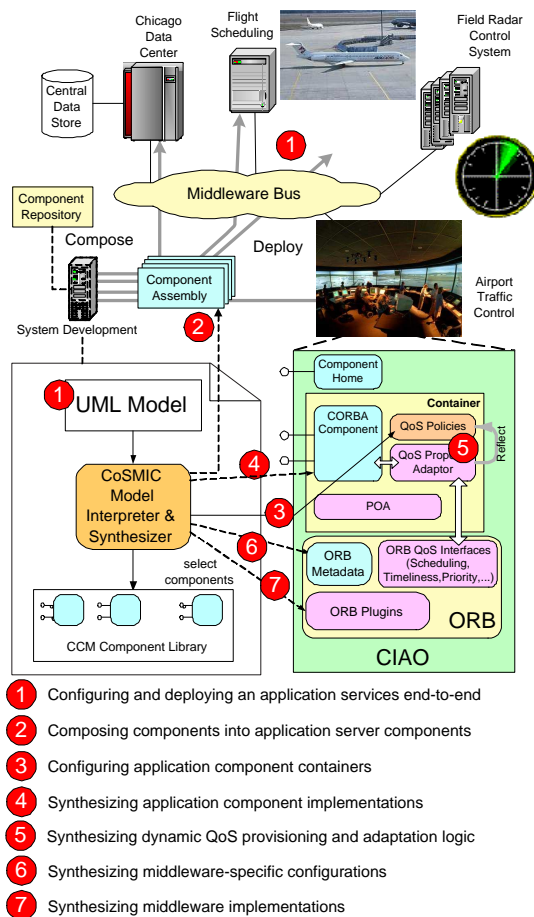 Chicago
Data
Center
Flight
Scheduling
Field Radar
Control
System
Central
Data
Store
1
Middleware Bus
Component
Repository
Compose
Deploy
Component
Assembly
System Development
2
Airport
Traffic
Control
1
UML Model
Component
Home
Container
CORBA
Component
QoS Policies
5
QoS Prope
Adaptor
Reflect
4
CoSMIC
Model
Interpreter &
Synthesizer
3
POA
6
select
components
7
ORB
Metadata
ORB QoS Interfaces
(Scheduling,
Timeliness,Priority,...)
ORB Plugins
ORB
CCM Component Library
CIAO
1 Configuring and deploying an application services end-to-end
2 Composing components into application server components
3 Configuring application component containers
4 Synthesizing application component implementations
5 Synthesizing dynamic QoS provisioning and adaptation logic
6 Synthesizing middleware-specific configurations
7 Synthesizing middleware implementations